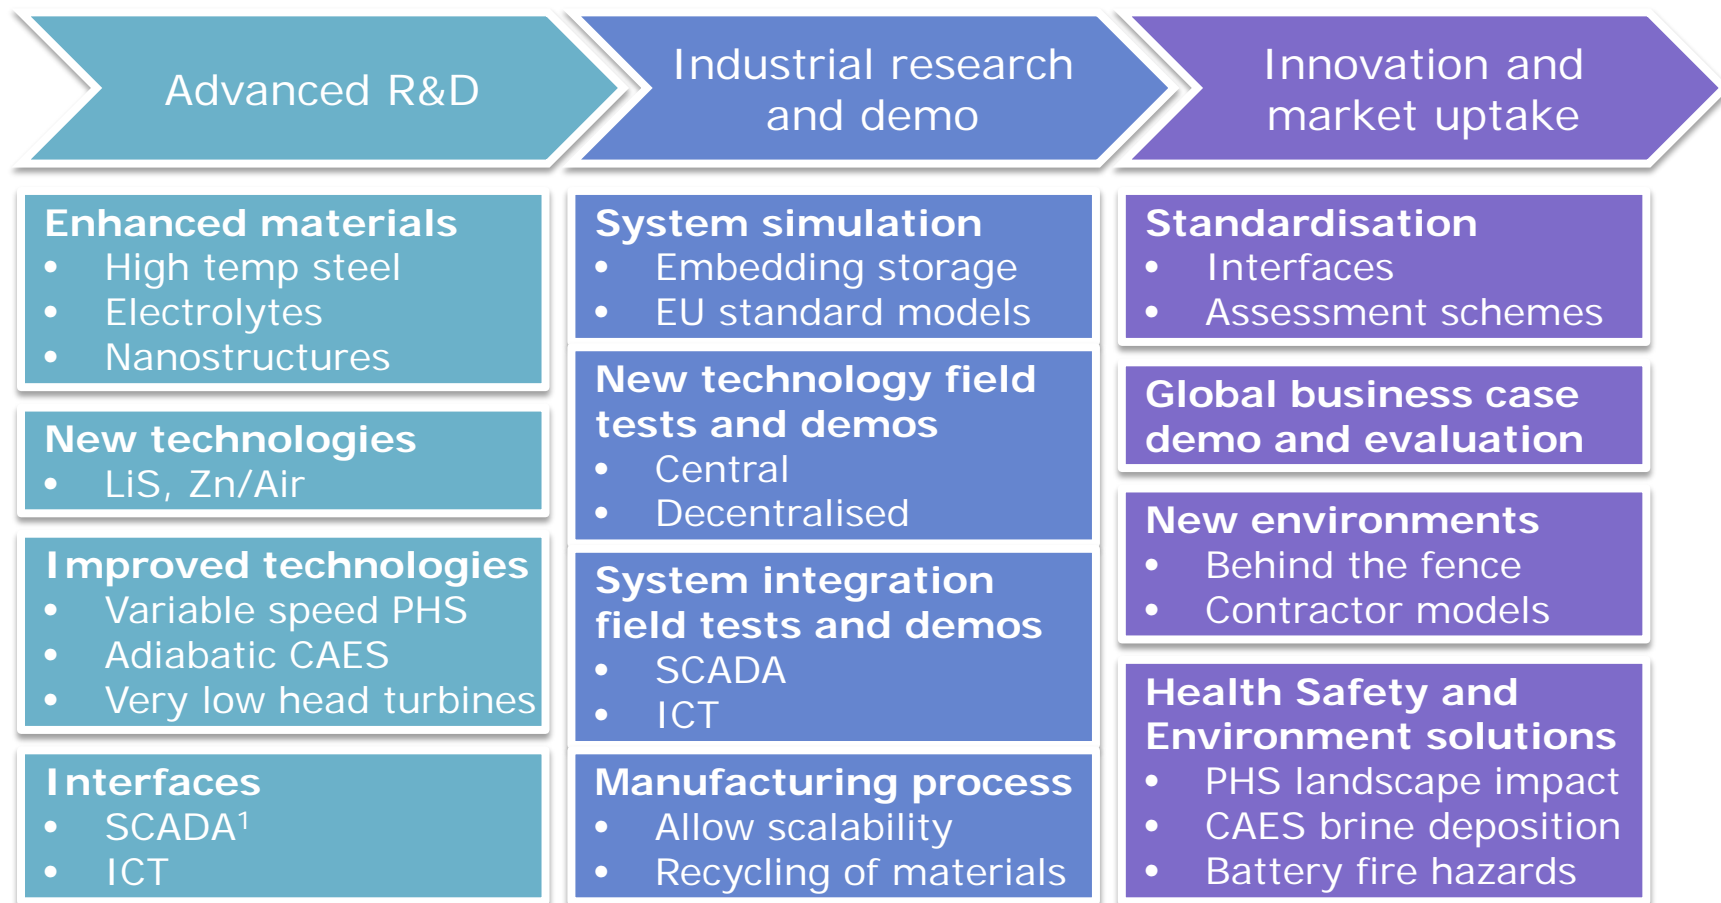 Advanced R&D
Industrial research
and demo
Innovation and
market uptake
Enhanced materials
• High temp steel
• Electrolytes
• Nanostructures
New technologies
• LiS, Zn/Air
Improved technologies
• Variable speed PHS
• Adiabatic CAES
• Very low head turbines
Interfaces
• SCADA¹
• ICT
System simulation
• Embedding storage
• EU standard models
New technology field
tests and demos
• Central
• Decentralised
System integration
field tests and demos
• SCADA
• ICT
Manufacturing process
• Allow scalability
• Recycling of materials
Standardisation
• Interfaces
• Assessment schemes
Global business case
demo and evaluation
New environments
• Behind the fence
• Contractor models
Health Safety and
Environment solutions
• PHS landscape impact
• CAES brine deposition
• Battery fire hazards